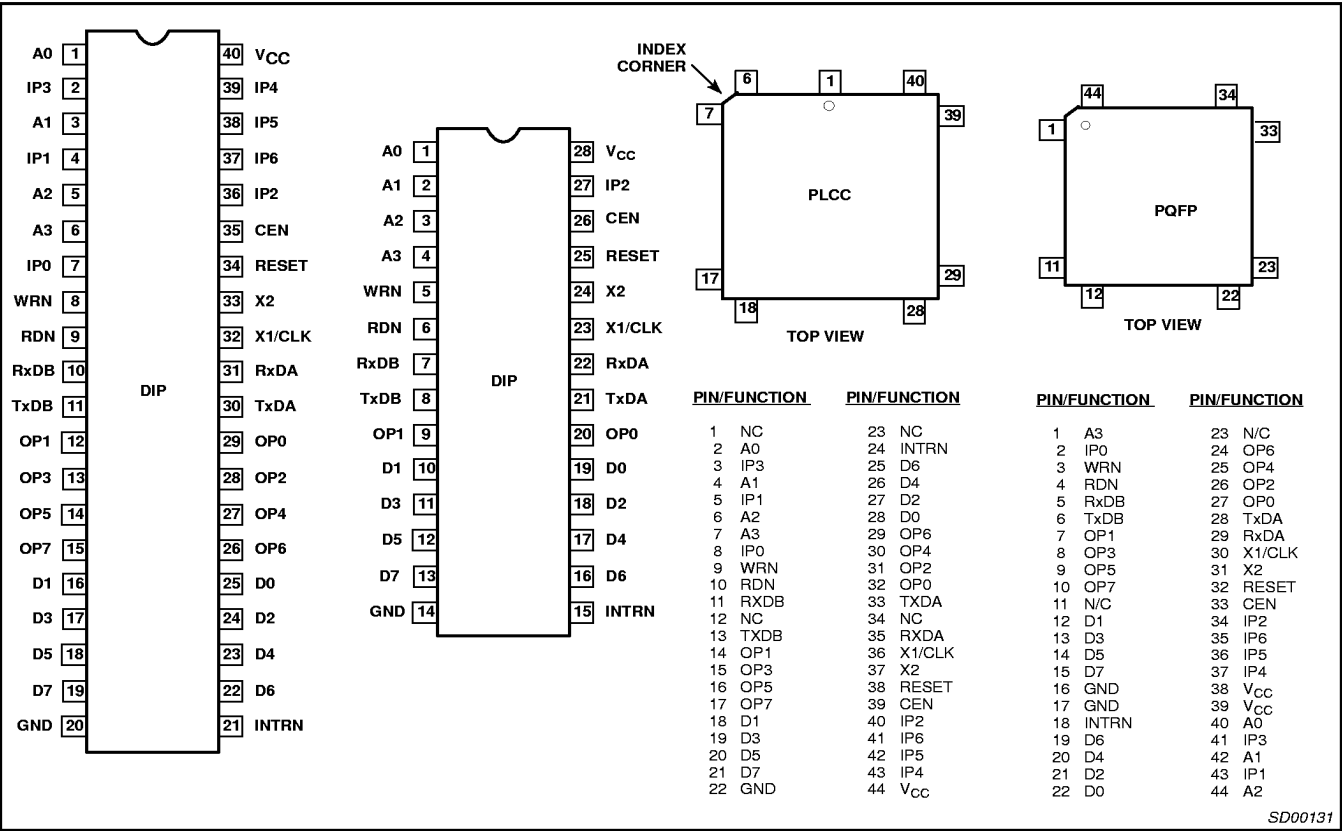 A0 1 40 VCC
IP3 2 39 IP4
A1 3 38 IP5
IP1 4 37 IP6
A2 5 36 IP2
A3 6 35 CEN
IP0 7 34 RESET
WRN 8 33 X2
RDN 9 32 X1/CLK
RxDB 10 31 RxDA
TxDB 11 30 TxDA
DIP
OP1 12 29 OP0
OP3 13 28 OP2
OP5 14 27 OP4
OP7 15 26 OP6
D1 16 25 D0
D3 17 24 D2
D5 18 23 D4
D7 19 22 D6
GND 20 21 INTRN
A0 1 28 VCC
A1 2 27 IP2
A2 3 26 CEN
A3 4 25 RESET
WRN 5 24 X2
RDN 6 23 X1/CLK
RxDB 7 22 RxDA
DIP
TxDB 8 21 TxDA
OP1 9 20 OP0
D1 10 19 D0
D3 11 18 D2
D5 12 17 D4
D7 13 16 D6
GND 14 15 INTRN
INDEX
CORNER
6 1 40
7 39
PLCC
17 29
18 28
TOP VIEW
44 34
1 33
PQFP
11 23
12 22
TOP VIEW
PIN/FUNCTION PIN/FUNCTION
1 NC 23 NC
2 A0 24 INTRN
3 IP3 25 D6
4 A1 26 D4
5 IP1 27 D2
6 A2 28 D0
7 A3 29 OP6
8 IP0 30 OP4
9 WRN 31 OP2
10 RDN 32 OP0
11 RXDB 33 TXDA
12 NC 34 NC
13 TXDB 35 RXDA
14 OP1 36 X1/CLK
15 OP3 37 X2
16 OP5 38 RESET
17 OP7 39 CEN
18 D1 40 IP2
19 D3 41 IP6
20 D5 42 IP5
21 D7 43 IP4
22 GND 44 VCC
PIN/FUNCTION PIN/FUNCTION
1 A3 23 N/C
2 IP0 24 OP6
3 WRN 25 OP4
4 RDN 26 OP2
5 RxDB 27 OP0
6 TxDB 28 TxDA
7 OP1 29 RxDA
8 OP3 30 X1/CLK
9 OP5 31 X2
10 OP7 32 RESET
11 N/C 33 CEN
12 D1 34 IP2
13 D3 35 IP6
14 D5 36 IP5
15 D7 37 IP4
16 GND 38 VCC
17 GND 39 VCC
18 INTRN 40 A0
19 D6 41 IP3
20 D4 42 A1
21 D2 43 IP1
22 D0 44 A2
SD00131